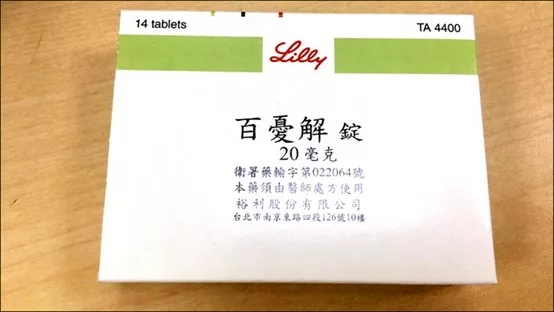 14 tablets
TA 4400
Lilly
百憂解 錠
20 毫克
衛署藥輸字第022064號
本藥須由醫師處方使用
裕利股份有限公司
台北市南京東路四段126號10樓